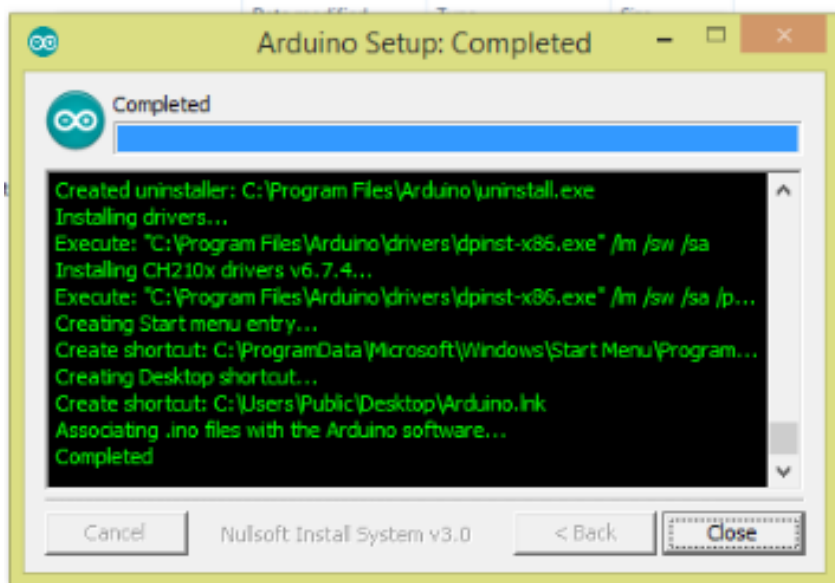 Arduino Setup: Completed
Completed
Created uninstaller: C:\Program Files\Arduino\uninstall.exe
Installing drivers...
Execute: "C:\Program Files\Arduino\drivers\dpinst-x86.exe" /lm /sw /sa
Installing CH210x drivers v6.7.4...
Execute: "C:\Program Files\Arduino\drivers\dpinst-x86.exe" /lm /sw /sa /p...
Creating Start menu entry...
Create shortcut: C:\ProgramData\Microsoft\Windows\Start Menu\Program...
Creating Desktop shortcut...
Create shortcut: C:\Users\Public\Desktop\Arduino.lnk
Associating .ino files with the Arduino software...
Completed
Cancel Nullsoft Install System v3.0 < Back Close